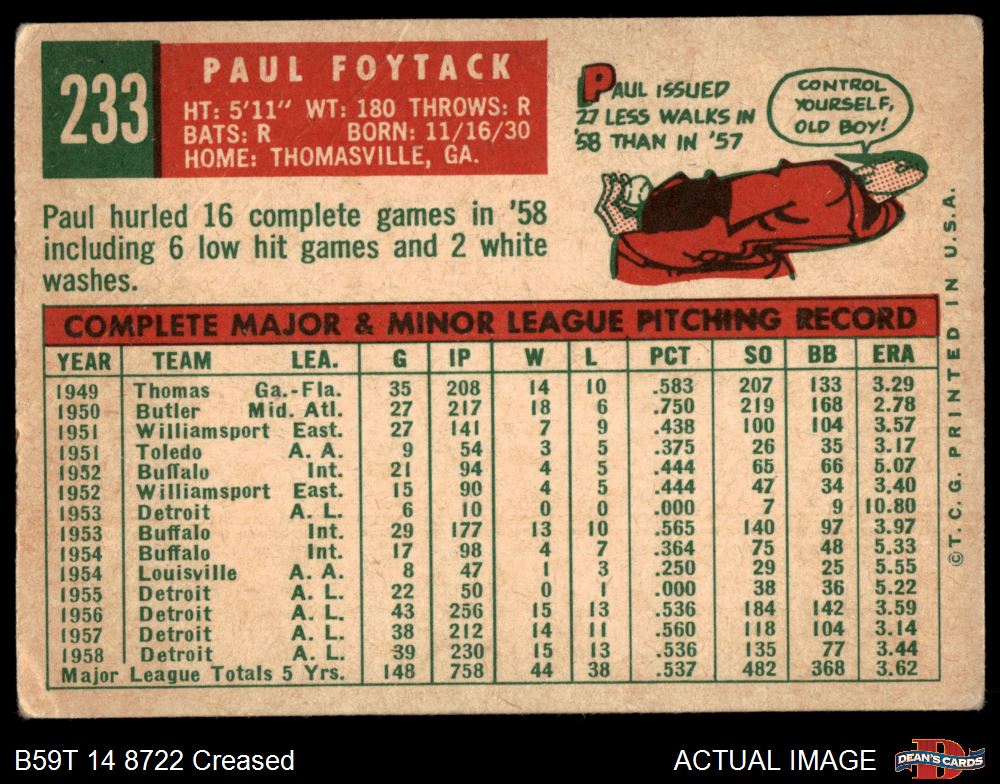 233
PAUL FOYTACK
HT: 5'11" WT: 180 THROWS: R
BATS: R BORN: 11/16/30
HOME: THOMASVILLE, GA.
PAUL ISSUED
27 LESS WALKS IN
'58 THAN IN '57
CONTROL
YOURSELF,
OLD BOY!
Paul hurled 16 complete games in '58
including 6 low hit games and 2 white
washes.
COMPLETE MAJOR & MINOR LEAGUE PITCHING RECORD
YEAR TEAM LEA. G IP W L PCT SO BB ERA
1949 Thomas Ga.-Fla. 35 208 14 10 .583 207 133 3.29
1950 Butler Mid. Atl. 27 217 18 6 .750 219 168 2.78
1951 Williamsport East. 27 141 7 9 .438 100 104 3.57
1951 Toledo A. A. 9 54 3 5 .375 26 35 3.17
1952 Buffalo Int. 21 94 4 5 .444 65 66 5.07
1952 Williamsport East. 15 90 4 5 .444 47 34 3.40
1953 Detroit A. L. 6 10 0 0 .000 7 9 10.80
1953 Buffalo Int. 29 177 13 10 .565 140 97 3.97
1954 Buffalo Int. 17 98 4 7 .364 75 48 5.33
1954 Louisville A. A. 8 47 1 3 .250 29 25 5.55
1955 Detroit A. L. 22 50 0 1 .000 38 36 5.22
1956 Detroit A. L. 43 256 15 13 .536 184 142 3.59
1957 Detroit A. L. 38 212 14 11 .560 118 104 3.14
1958 Detroit A. L. 39 230 15 13 .536 135 77 3.44
Major League Totals 5 Yrs. 148 758 44 38 .537 482 368 3.62
©T. C. G. PRINTED IN U.S.A.
B59T 14 8722 Creased
ACTUAL IMAGE
DEAN'S CARDS